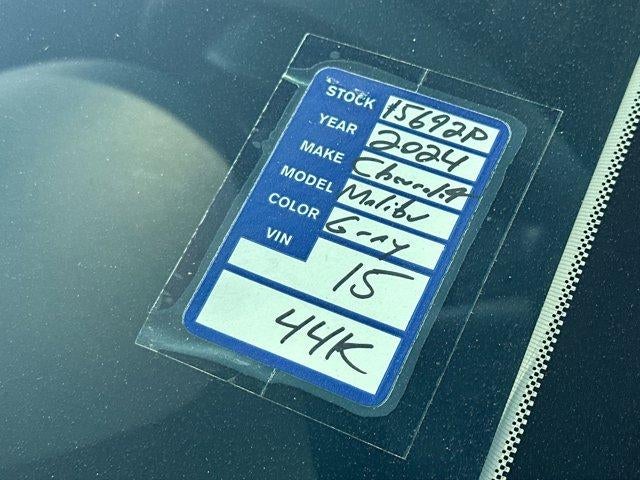 STOCK #15692P
YEAR 2024
MAKE Chevrolet
MODEL Malibu
COLOR Gray
VIN 15
44K